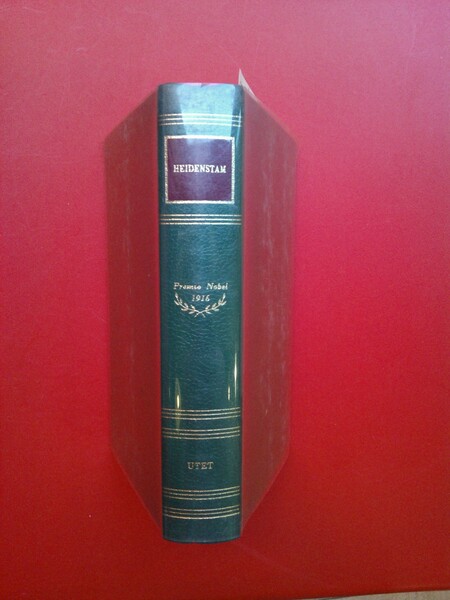 HEIDENSTAM
Premio Nobel
1916
UTET